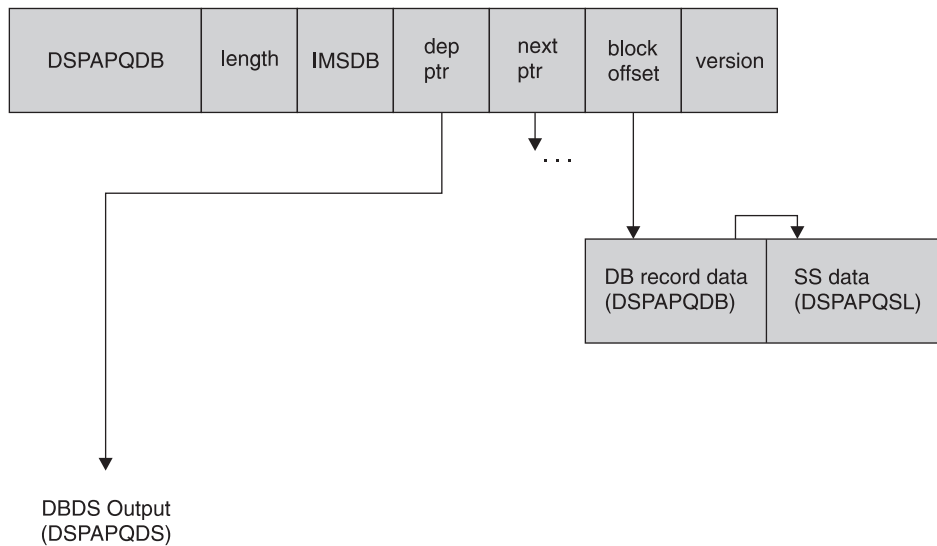 DSPAPQDB
length
IMSDB
dep
ptr
next
ptr
block
offset
version
. . .
DB record data
(DSPAPQDB)
SS data
(DSPAPQSL)
DBDS Output
(DSPAPQDS)